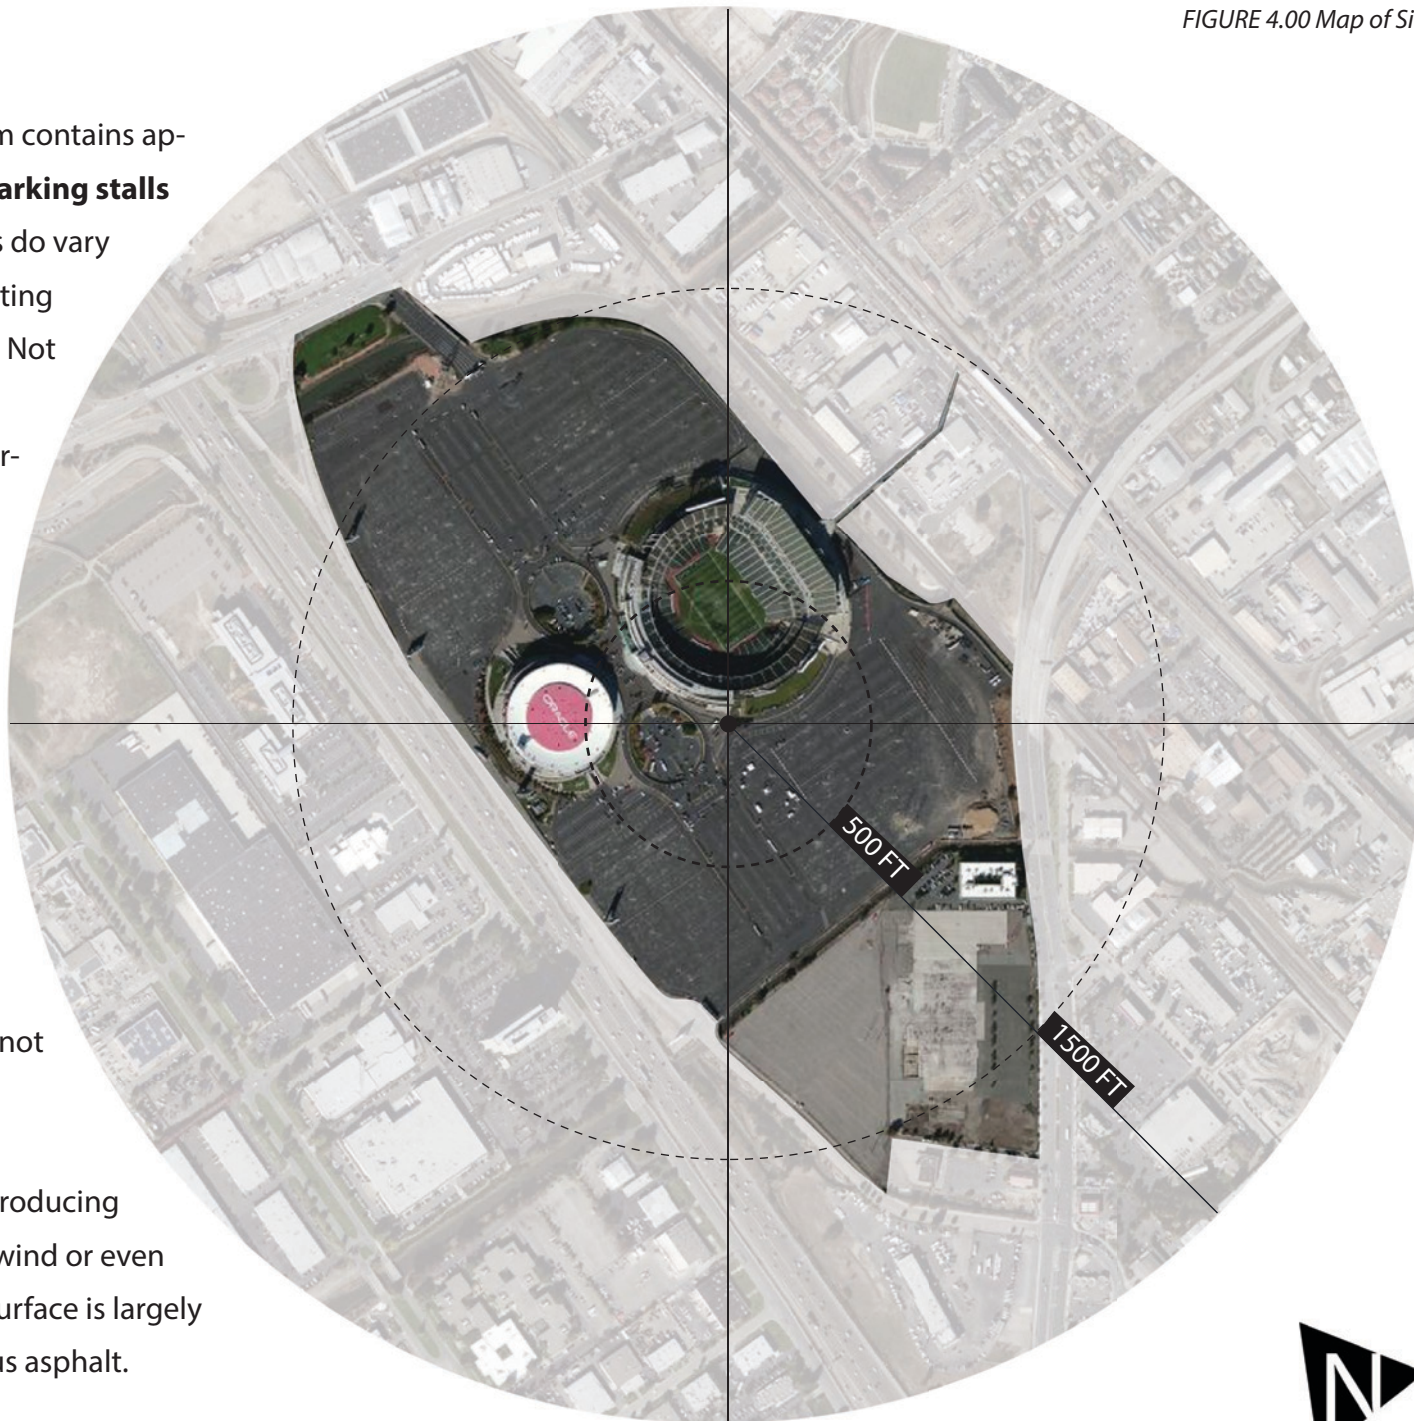 FIGURE 4.00 Map of Si
m contains ap-
arking stalls
s do vary
ting
Not
r-
not
roducing
wind or even
urface is largely
us asphalt.
ORACLE
500 FT
1500 FT
N